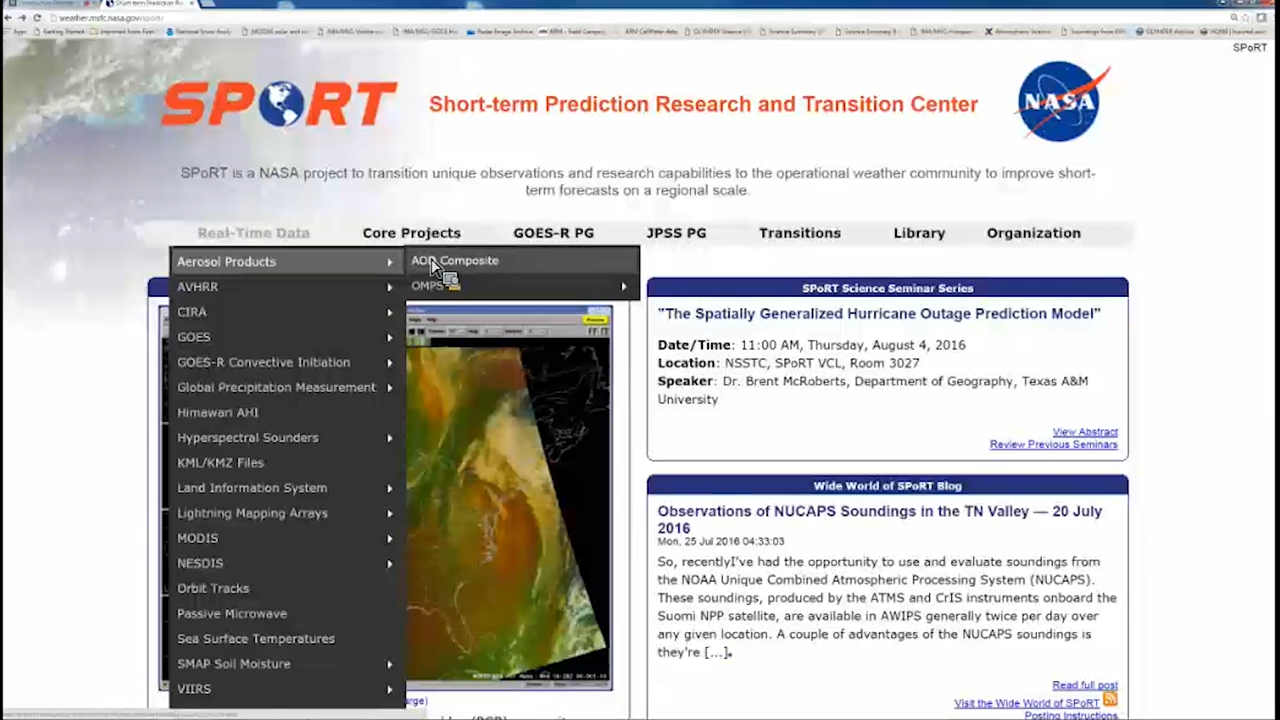 weather.msfc.nasa.gov/sport/
SPoRT
SPORT
Short-term Prediction Research and Transition Center
NASA
SPoRT is a NASA project to transition unique observations and research capabilities to the operational weather community to improve short-
term forecasts on a regional scale.
Real-Time Data
Core Projects
GOES-R PG
JPSS PG
Transitions
Library
Organization
Aerosol Products
AVHRR
CIRA
GOES
GOES-R Convective Initiation
Global Precipitation Measurement
Himawari AHI
Hyperspectral Sounders
KML/KMZ Files
Land Information System
Lightning Mapping Arrays
MODIS
NESDIS
Orbit Tracks
Passive Microwave
Sea Surface Temperatures
SMAP Soil Moisture
VIIRS
AOD Composite
OMPS
SPoRT Science Seminar Series
"The Spatially Generalized Hurricane Outage Prediction Model"
Date/Time: 11:00 AM, Thursday, August 4, 2016
Location: NSSTC, SPoRT VCL, Room 3027
Speaker: Dr. Brent McRoberts, Department of Geography, Texas A&M
University
View Abstract
Review Previous Seminars
Wide World of SPoRT Blog
Observations of NUCAPS Soundings in the TN Valley — 20 July
2016
Mon, 25 Jul 2016 04:33:03
So, recentlyI've had the opportunity to use and evaluate soundings from
the NOAA Unique Combined Atmospheric Processing System (NUCAPS).
These soundings, produced by the ATMS and CrIS instruments onboard the
Suomi NPP satellite, are available in AWIPS generally twice per day over
any given location. A couple of advantages of the NUCAPS soundings is
they're [...]
Read full post
Visit the Wide World of SPoRT
Posting Instructions